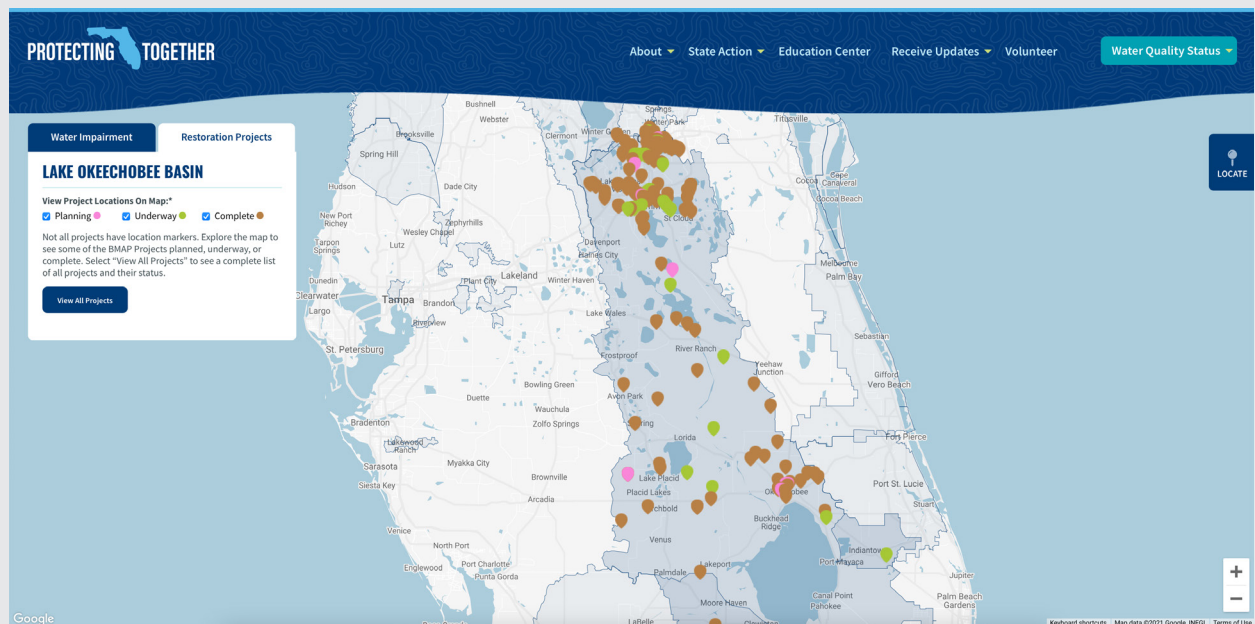 PROTECTING TOGETHER
About
State Action
Education Center
Receive Updates
Volunteer
Water Quality Status
Water Impairment
Restoration Projects
LAKE OKEECHOBEE BASIN
View Project Locations On Map:*
Planning
Underway
Complete
Not all projects have location markers. Explore the map to
see some of the BMAP Projects planned, underway, or
complete. Select “View All Projects” to see a complete list
of all projects and their status.
View All Projects
LOCATE
Bushnell
Webster
Brooksville
Clermont
Winter
Springs
Winter Park
Titusville
Spring Hill
Dade City
Hudson
Cocoa
Cape
Canaveral
Cocoa Beach
New Port
Richey
Zephyrhills
Wesley Chapel
St Cloud
Tarpon
Springs
Lutz
Davenport
Haines City
Melbourne
Palm Bay
Dunedin
Plant City
Lakeland
Winter Haven
Clearwater
Tampa
Brandon
Largo
Lake Wales
Riverview
Sebastian
St. Petersburg
River Ranch
Frostproof
Yeehaw
Junction
Gifford
Vero Beach
Bowling Green
Avon Park
Duette
Wauchula
Bradenton
Zolfo Springs
Lorida
Fort Pierce
Lakewood
Ranch
Sarasota
Myakka City
Siesta Key
Brownville
Lake Placid
Placid Lakes
Port St. Lucie
Arcadia
Stuart
Buckhead
Ridge
Venice
Venus
North Port
Indiantown
Englewood
Port Charlotte
Punta Gorda
Palmdale
Lakeport
Port Mayaca
Jupiter
Canal Point
Pahokee
Palm Beach
Gardens
Moore Haven
LaBelle
Clewiston
+
−
Google
Keyboard shortcuts
Map data ©2021 Google, INEGI
Terms of Use